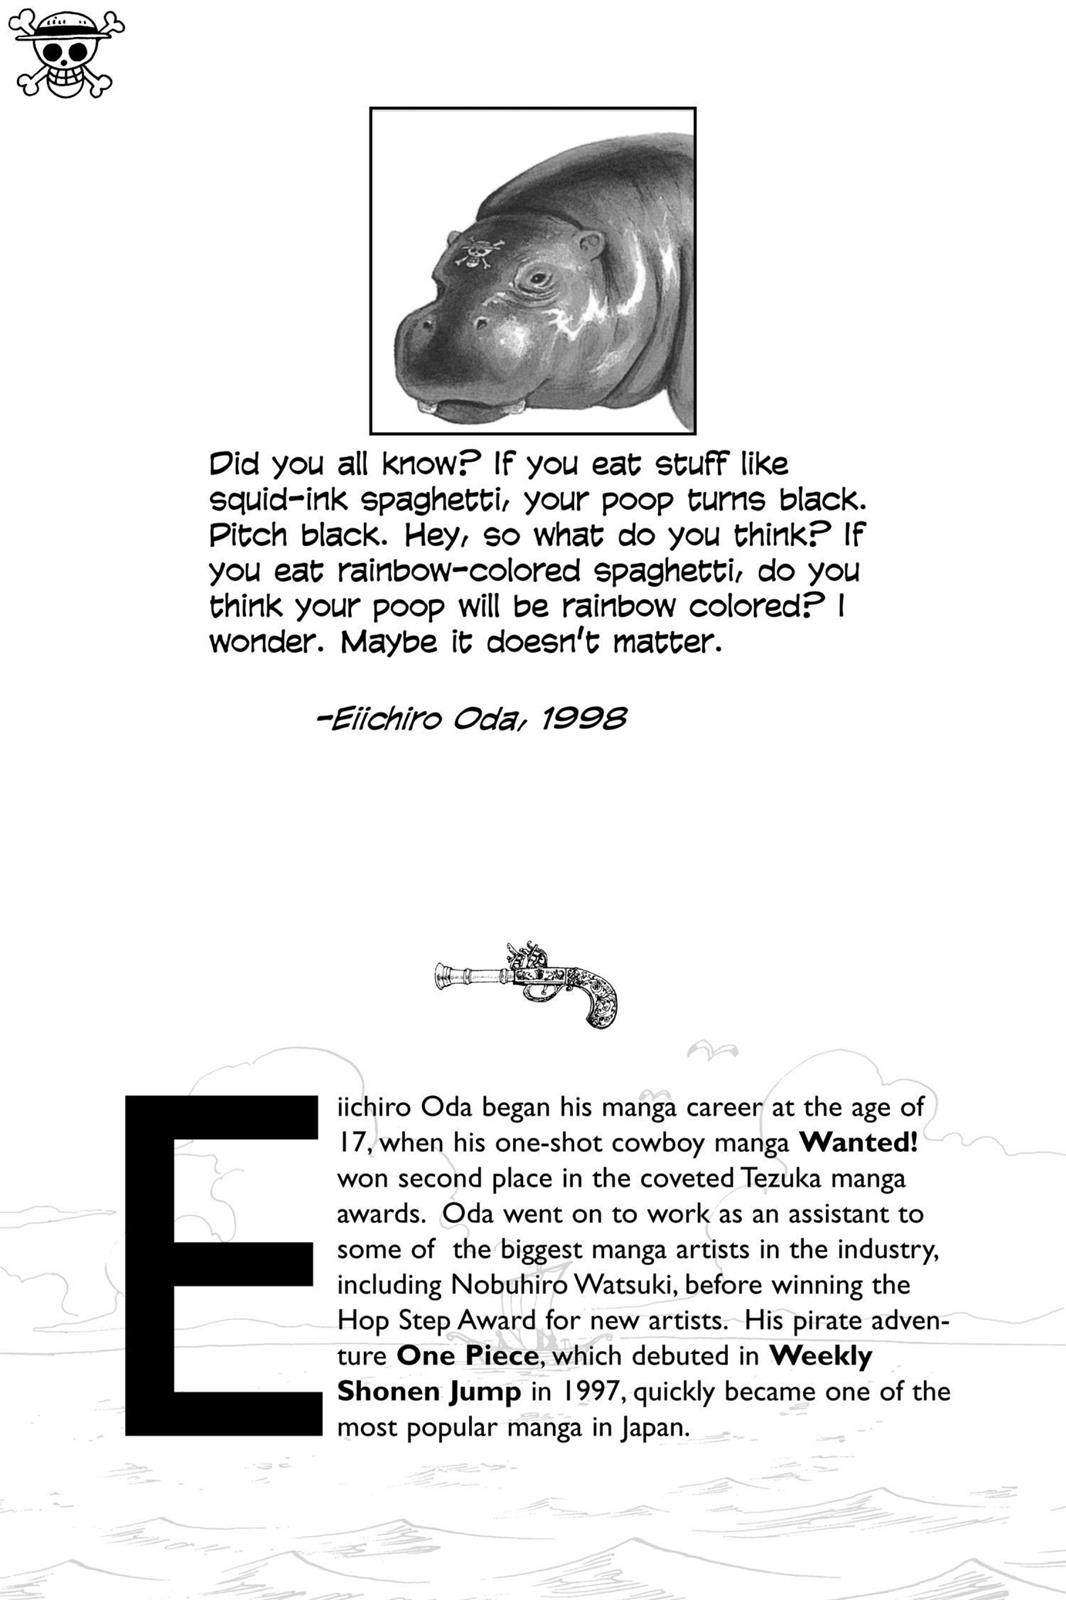 Did you all know? If you eat stuff like
squid-ink spaghetti, your poop turns black.
Pitch black. Hey, so what do you think? If
you eat rainbow-colored spaghetti, do you
think your poop will be rainbow colored? I
wonder. Maybe it doesn't matter.
-Eiichiro Oda, 1998
Eiichiro Oda began his manga career at the age of
17, when his one-shot cowboy manga Wanted!
won second place in the coveted Tezuka manga
awards. Oda went on to work as an assistant to
some of the biggest manga artists in the industry,
including Nobuhiro Watsuki, before winning the
Hop Step Award for new artists. His pirate adven-
ture One Piece, which debuted in Weekly
Shonen Jump in 1997, quickly became one of the
most popular manga in Japan.